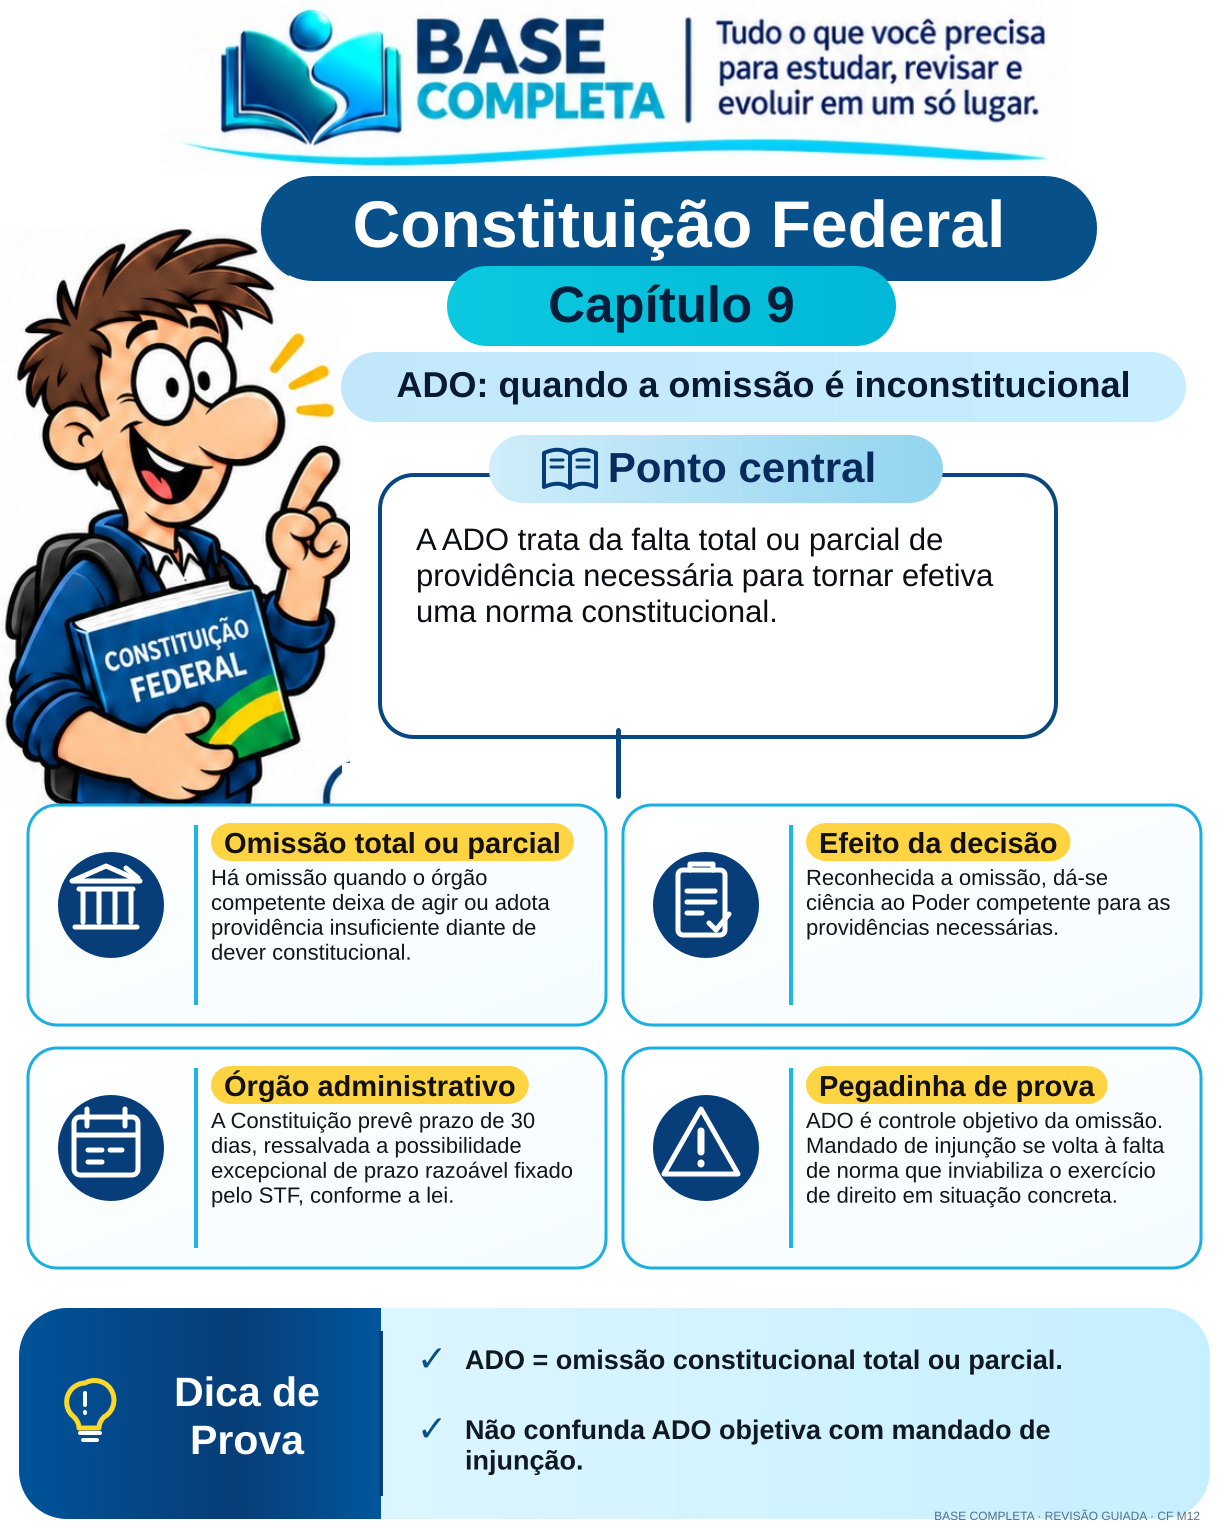 BASE
COMPLETA
Tudo o que você precisa
para estudar, revisar e
evoluir em um só lugar.
Constituição Federal
Capítulo 9
ADO: quando a omissão é inconstitucional
Ponto central
A ADO trata da falta total ou parcial de
providência necessária para tornar efetiva
uma norma constitucional.
CONSTITUIÇÃO
FEDERAL
Omissão total ou parcial
Há omissão quando o órgão
competente deixa de agir ou adota
providência insuficiente diante de
dever constitucional.
Efeito da decisão
Reconhecida a omissão, dá-se
ciência ao Poder competente para as
providências necessárias.
Órgão administrativo
A Constituição prevê prazo de 30
dias, ressalvada a possibilidade
excepcional de prazo razoável fixado
pelo STF, conforme a lei.
Pegadinha de prova
ADO é controle objetivo da omissão.
Mandado de injunção se volta à falta
de norma que inviabiliza o exercício
de direito em situação concreta.
Dica de
Prova
✓ ADO = omissão constitucional total ou parcial.
✓ Não confunda ADO objetiva com mandado de
injunção.
BASE COMPLETA · REVISÃO GUIADA · CF M12